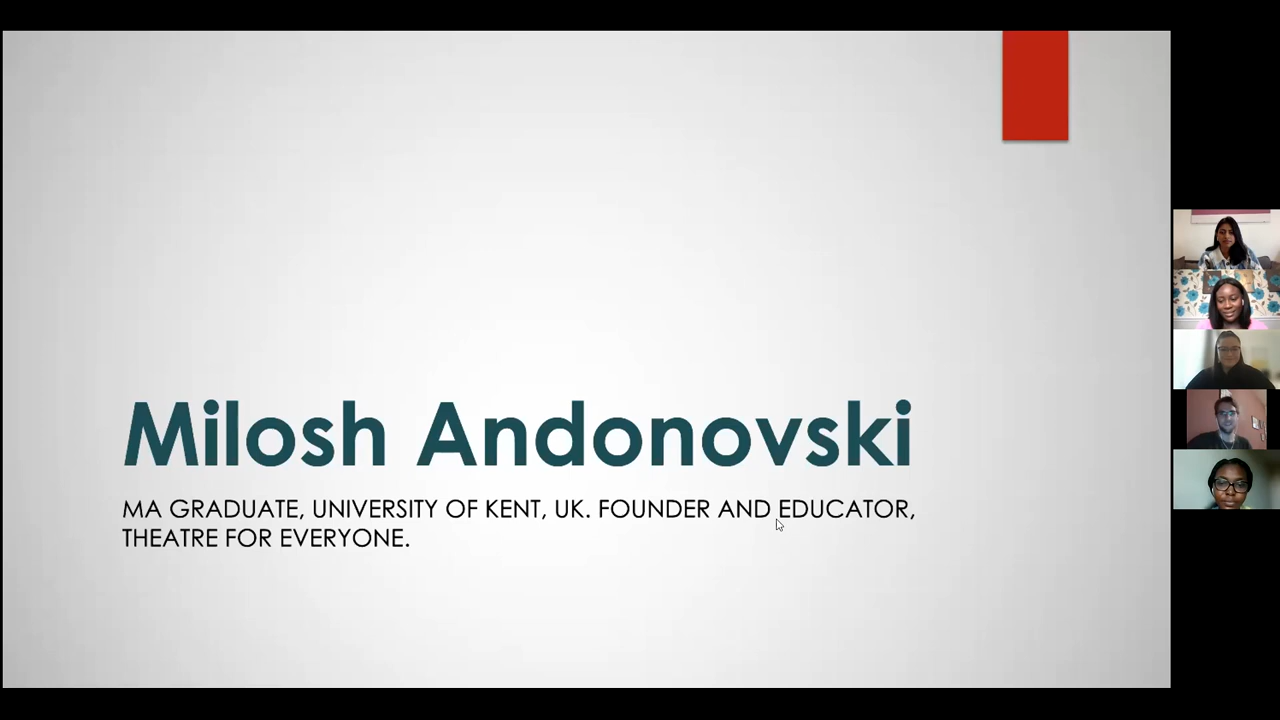 Milosh Andonovski
MA GRADUATE, UNIVERSITY OF KENT, UK. FOUNDER AND EDUCATOR,
THEATRE FOR EVERYONE.